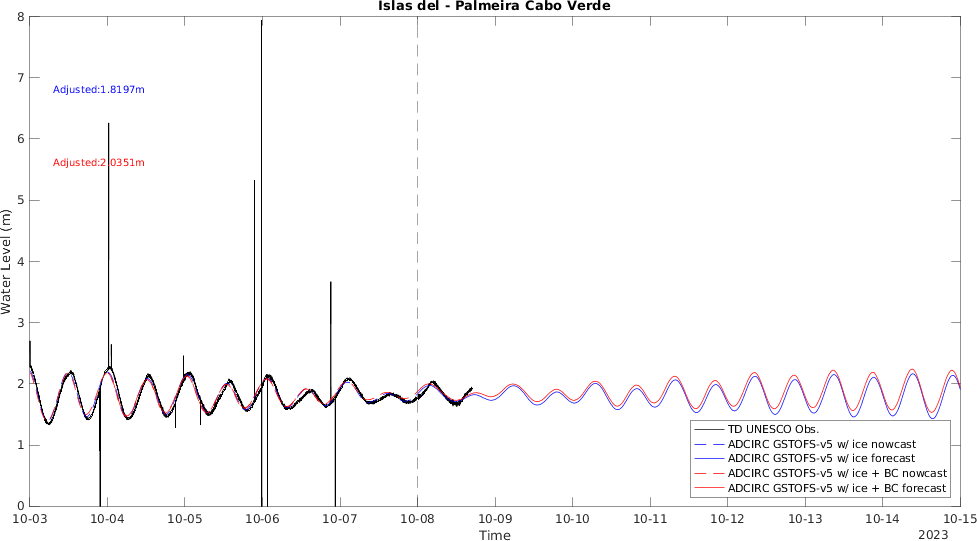 Islas del - Palmeira Cabo Verde
8
7
6
5
4
3
2
1
0
Water Level (m)
Adjusted:1.8197m
Adjusted:2.0351m
TD UNESCO Obs.
ADCIRC GSTOFS-v5 w/ ice nowcast
ADCIRC GSTOFS-v5 w/ ice forecast
ADCIRC GSTOFS-v5 w/ ice + BC nowcast
ADCIRC GSTOFS-v5 w/ ice + BC forecast
10-03 10-04 10-05 10-06 10-07 10-08 10-09 10-10 10-11 10-12 10-13 10-14 10-15
Time
2023